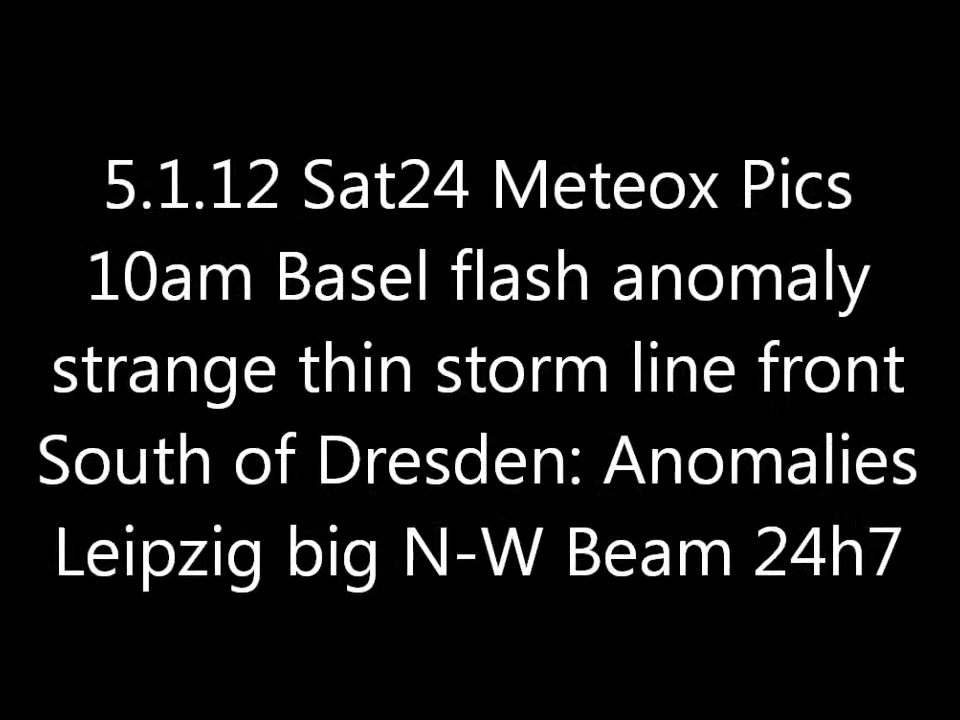 5.1.12 Sat24 Meteox Pics
10am Basel flash anomaly
strange thin storm line front
South of Dresden: Anomalies
Leipzig big N-W Beam 24h7